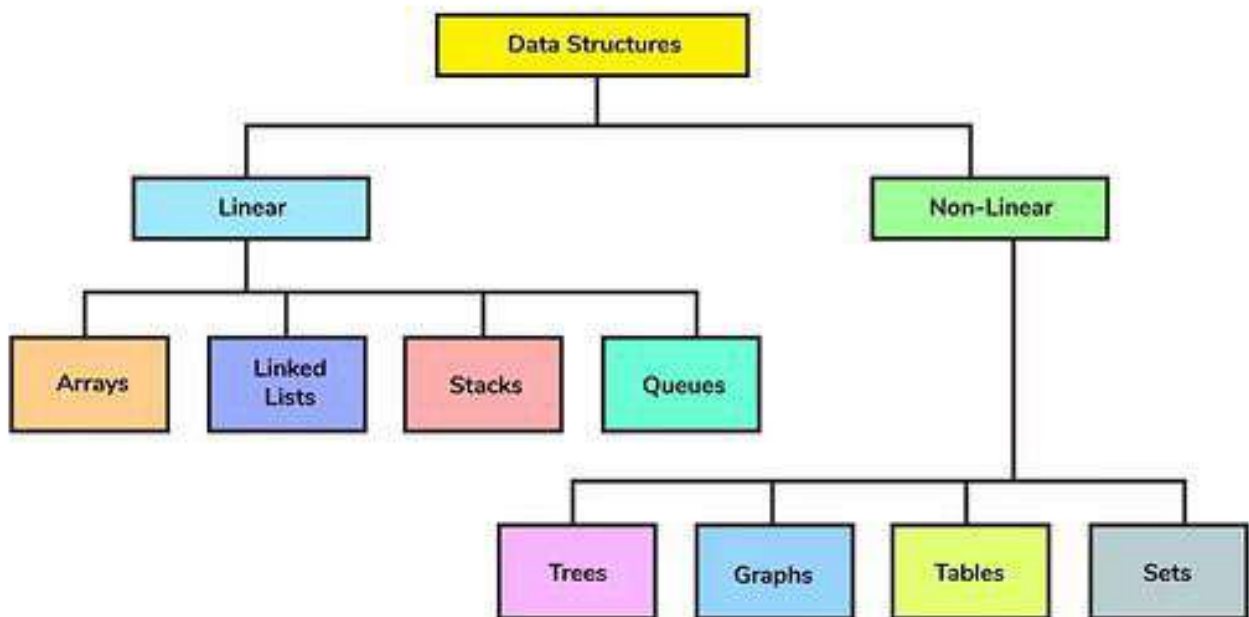 Data Structures
Linear
Non-Linear
Arrays
Linked
Lists
Stacks
Queues
Trees
Graphs
Tables
Sets